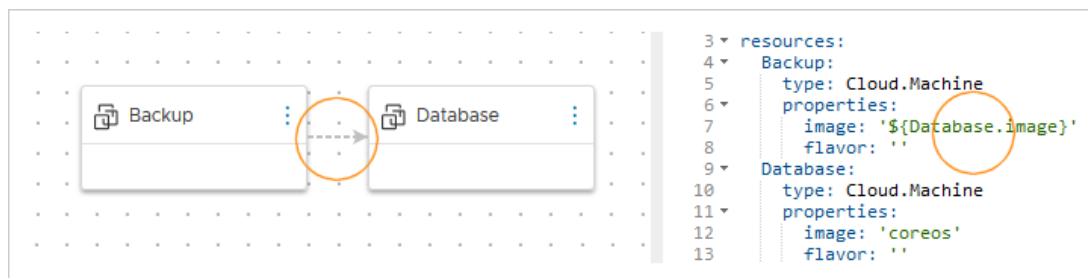 Backup
Database
3 resources:
4 Backup:
5 type: Cloud.Machine
6 properties:
7 image: '${Database.image}'
8 flavor: ''
9 Database:
10 type: Cloud.Machine
11 properties:
12 image: 'coreos'
13 flavor: ''